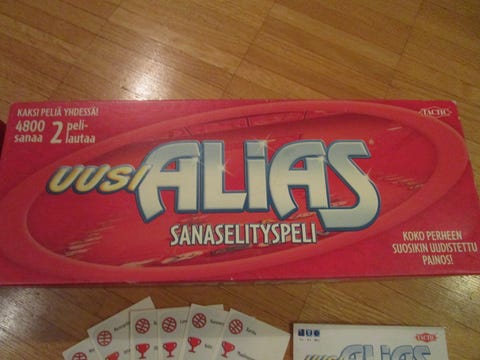 KAKSI PELIÄ YHDESSÄ!
4800 sanaa 2 peli-lautaa
TACTIC
UUSI ALIAS
SANASELITYSPELI
KOKO PERHEEN
SUOSIKIN UUDISTETTU
PAINOS!
TACTIC
UUSI ALIAS